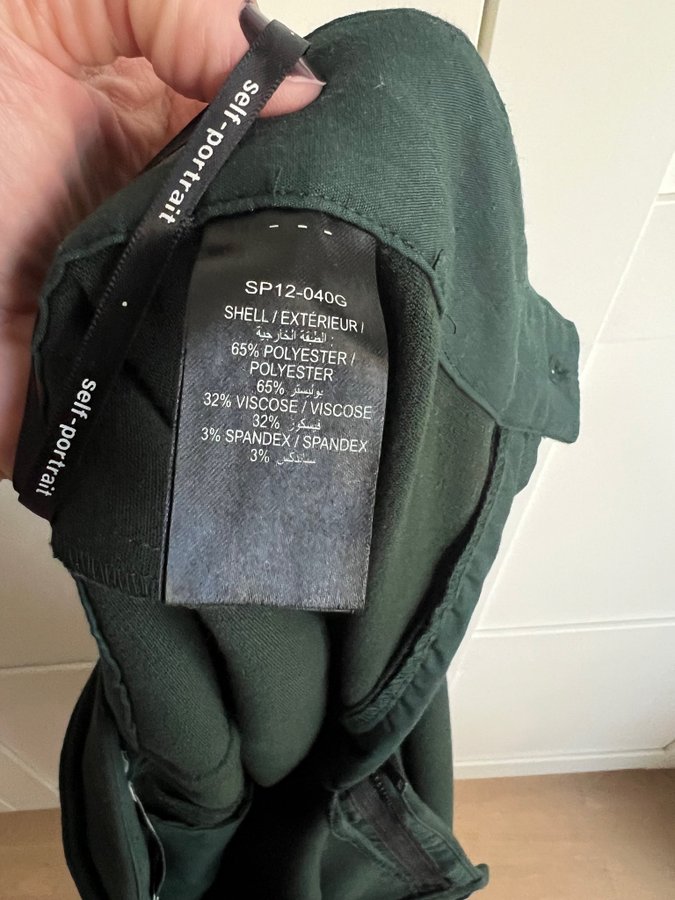 self-portrait
self-portrait
SP12-040G
SHELL / EXTÉRIEUR /
الطبقة الخارجية :
65% POLYESTER /
POLYESTER
65% بوليستر
32% VISCOSE / VISCOSE
32% فيسكوز
3% SPANDEX / SPANDEX
3% سباندكس